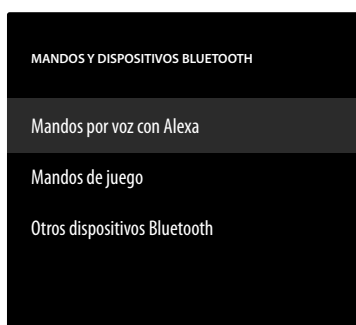 MANDOS Y DISPOSITIVOS BLUETOOTH
Mandos por voz con Alexa
Mandos de juego
Otros dispositivos Bluetooth